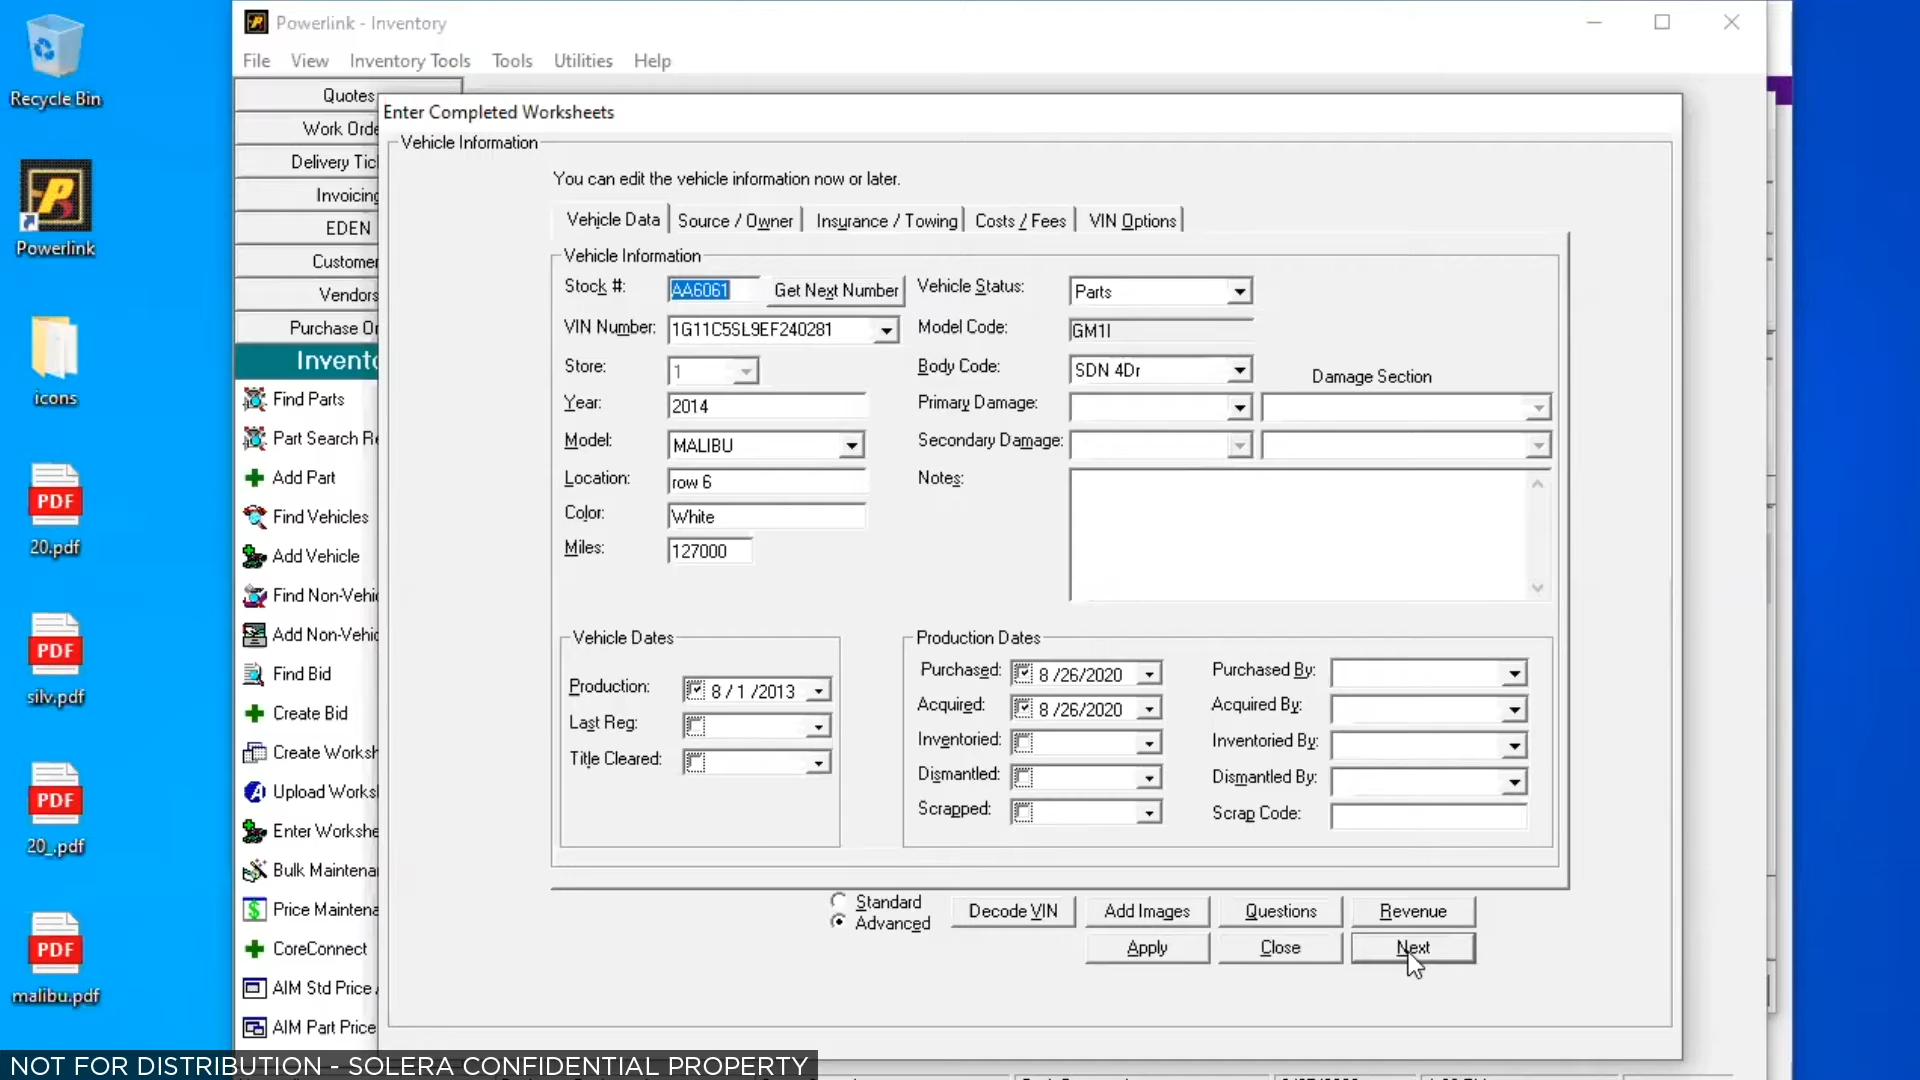 Recycle Bin
Powerlink
icons
20.pdf
silv.pdf
20_.pdf
malibu.pdf
Powerlink - Inventory
File View Inventory Tools Tools Utilities Help
Quotes
Work Orde
Delivery Tic
Invoicing
EDEN
Customer
Vendors
Purchase Or
Invento
Find Parts
Part Search Re
Add Part
Find Vehicles
Add Vehicle
Find Non-Vehic
Add Non-Vehic
Find Bid
Create Bid
Create Worksh
Upload Worksl
Enter Workshe
Bulk Maintena
Price Maintena
CoreConnect
AIM Std Price
AIM Part Price
Enter Completed Worksheets
Vehicle Information
You can edit the vehicle information now or later.
Vehicle Data Source / Owner Insurance / Towing Costs / Fees VIN Options
Vehicle Information
Stock #: AA6061 Get Next Number
VIN Number: 1G11C5SL9EF240281
Store: 1
Year: 2014
Model: MALIBU
Location: row 6
Color: White
Miles: 127000
Vehicle Status: Parts
Model Code: GM1I
Body Code: SDN 4Dr
Damage Section
Primary Damage:
Secondary Damage:
Notes:
Vehicle Dates
Production: 8 / 1 /2013
Last Reg:
Title Cleared:
Production Dates
Purchased: 8 /26/2020 Purchased By:
Acquired: 8 /26/2020 Acquired By:
Inventoried: Inventoried By:
Dismantled: Dismantled By:
Scrapped: Scrap Code:
Standard
Advanced
Decode VIN Add Images Questions Revenue
Apply Close Next
NOT FOR DISTRIBUTION - SOLERA CONFIDENTIAL PROPERTY